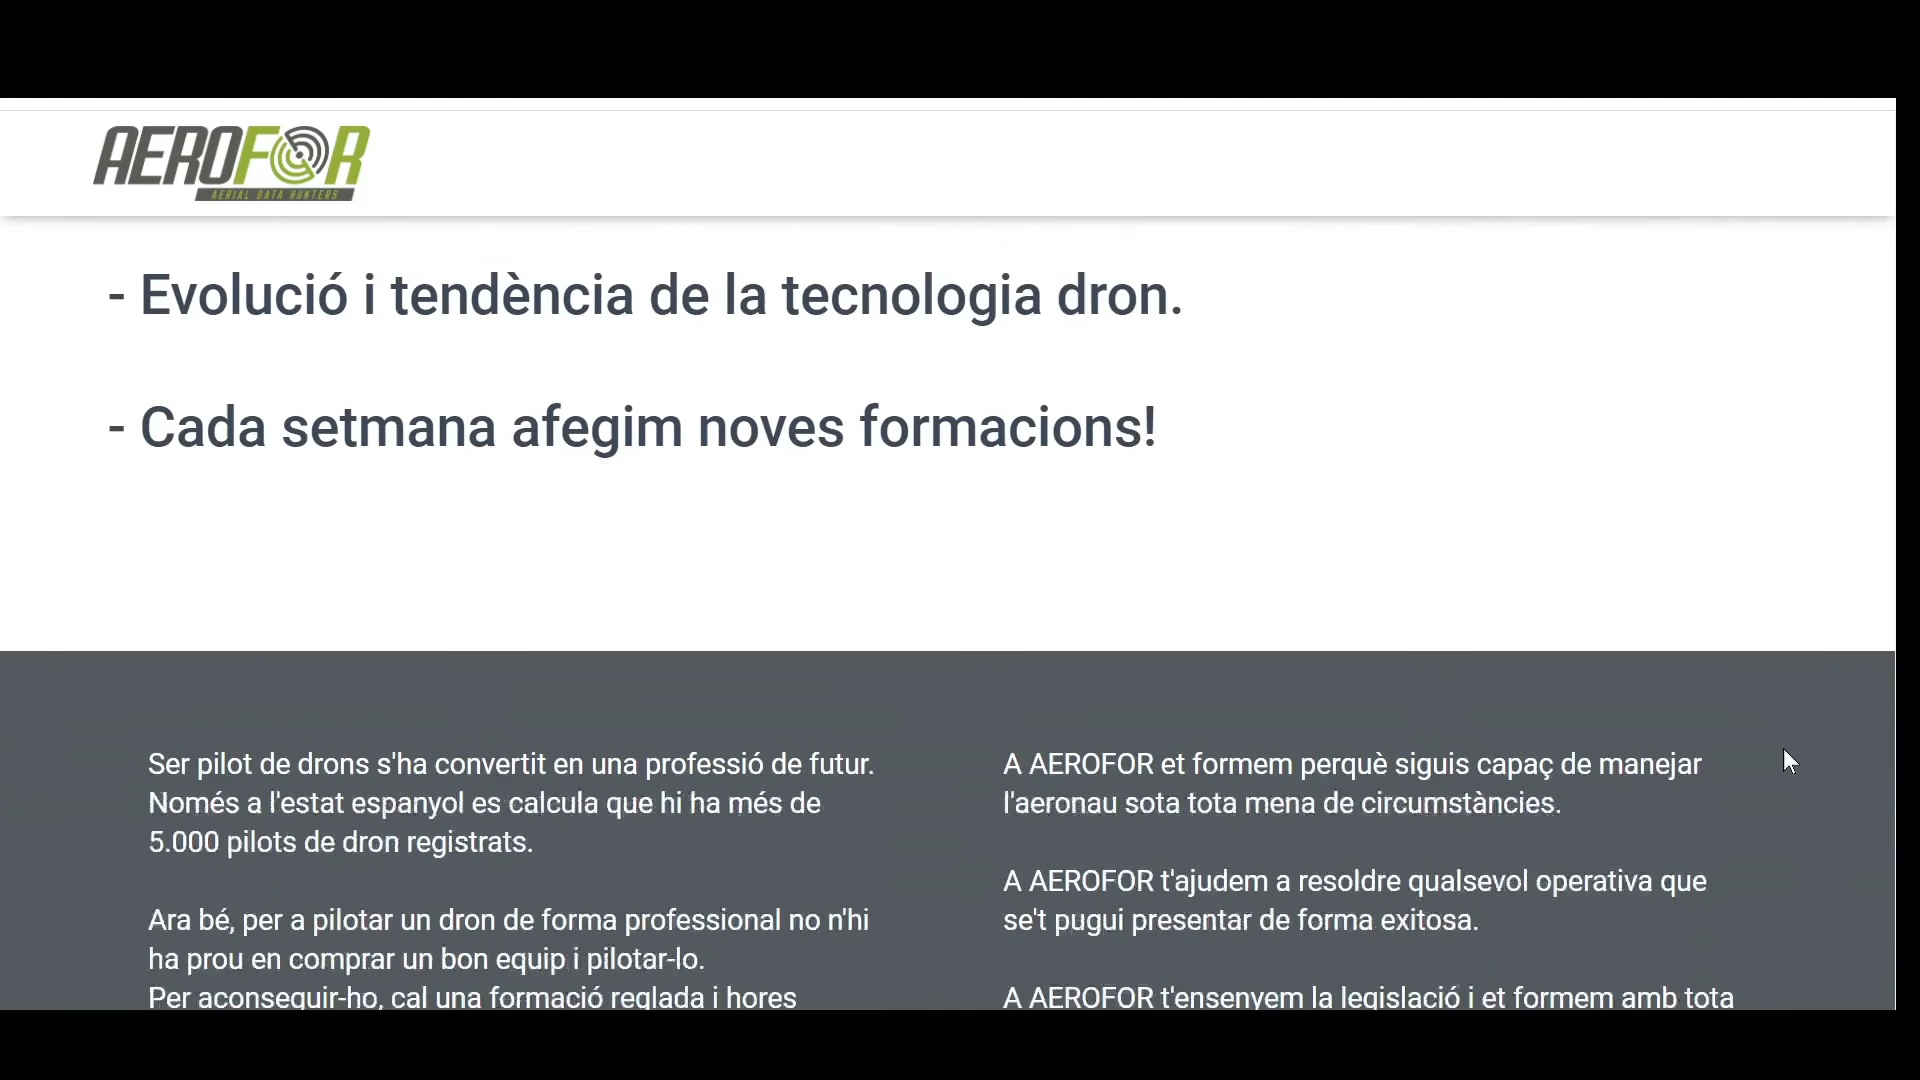 AEROFOR
AERIAL DATA HUNTERS
- Evolució i tendència de la tecnologia dron.
- Cada setmana afegim noves formacions!
Ser pilot de drons s'ha convertit en una professió de futur.
Només a l'estat espanyol es calcula que hi ha més de
5.000 pilots de dron registrats.
Ara bé, per a pilotar un dron de forma professional no n'hi
ha prou en comprar un bon equip i pilotar-lo.
Per aconseguir-ho, cal una formació reglada i hores
A AEROFOR et formem perquè siguis capaç de manejar
l'aeronau sota tota mena de circumstàncies.
A AEROFOR t'ajudem a resoldre qualsevol operativa que
se't pugui presentar de forma exitosa.
A AEROFOR t'ensenyem la legislació i et formem amb tota